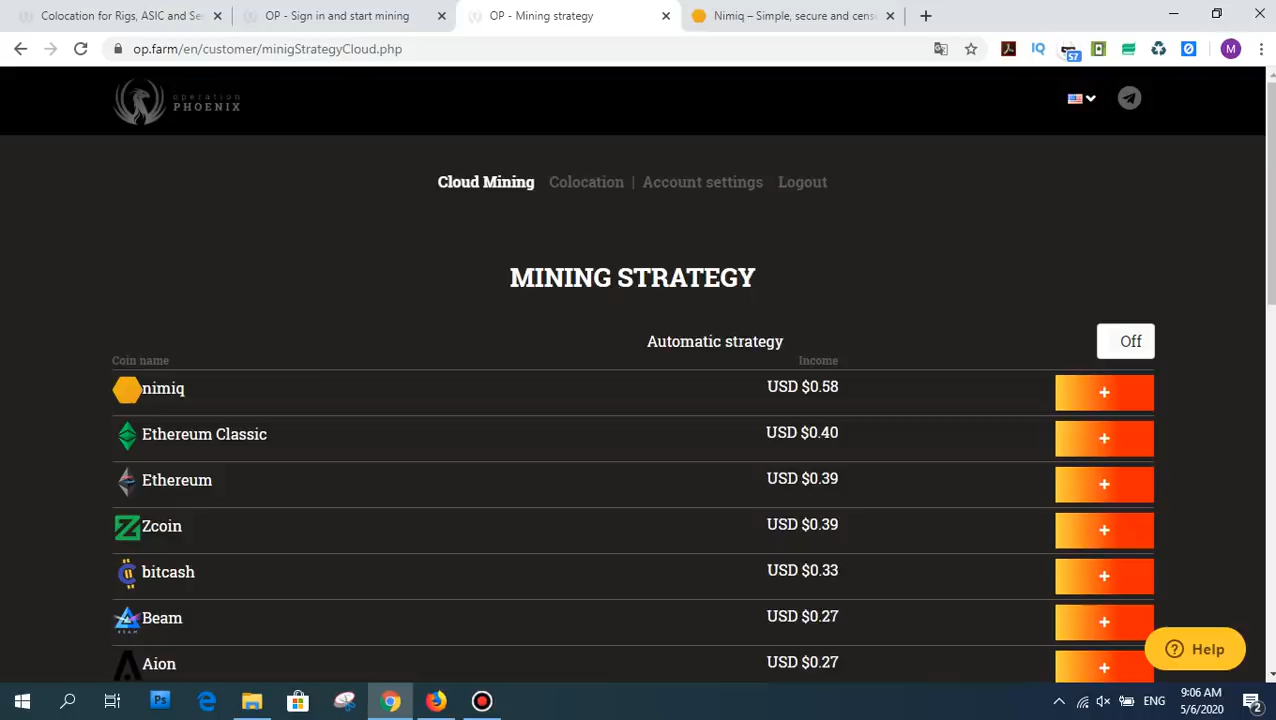 Colocation for Rigs, ASIC and Se
OP - Sign in and start mining
OP - Mining strategy
Nimiq – Simple, secure and cens
op.farm/en/customer/minigStrategyCloud.php
IQ
57
M
operation
PHOENIX
Cloud Mining Colocation | Account settings Logout
MINING STRATEGY
Automatic strategy
Off
Coin name
Income
nimiq
USD $0.58
+
Ethereum Classic
USD $0.40
+
Ethereum
USD $0.39
+
Zcoin
USD $0.39
+
bitcash
USD $0.33
+
Beam
USD $0.27
+
Aion
USD $0.27
+
? Help
Ps
ENG
9:06 AM
5/6/2020
2